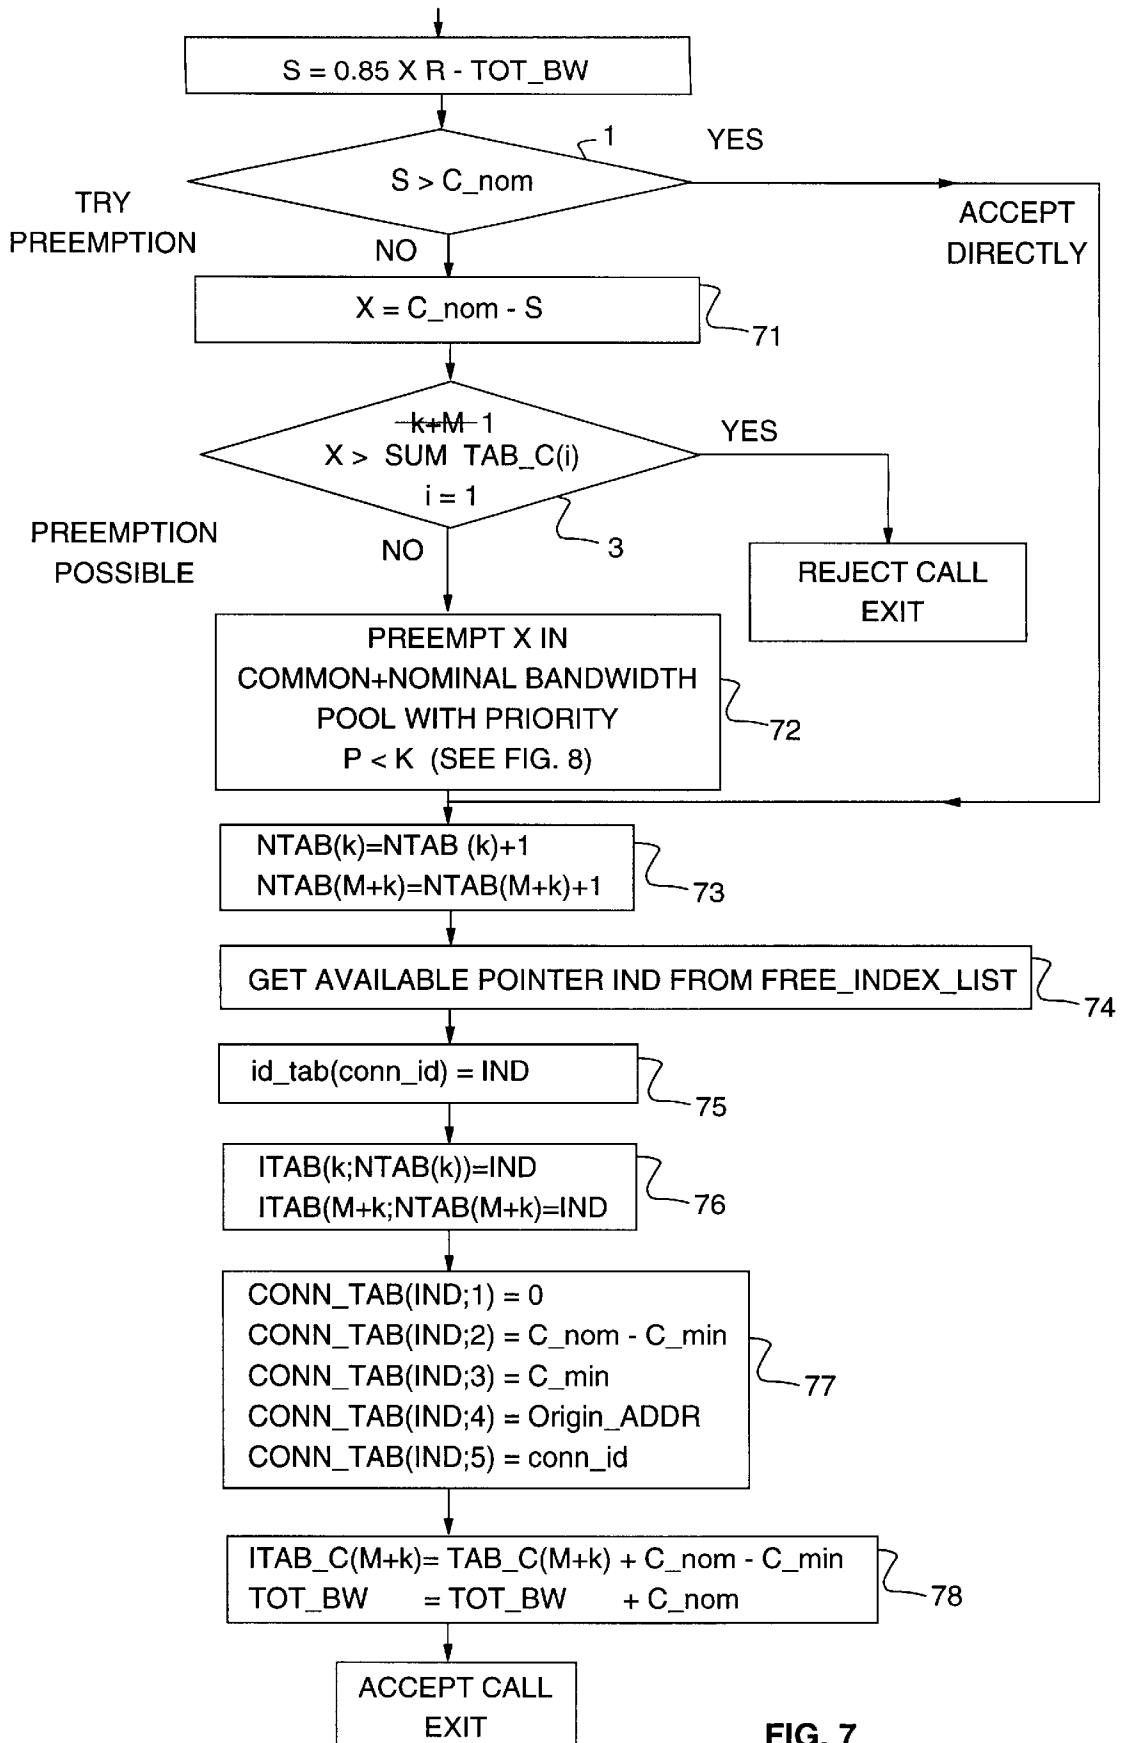 S = 0.85 X R - TOT_BW
1
YES
S > C_nom
TRY
PREEMPTION
ACCEPT
DIRECTLY
NO
X = C_nom - S
71
k+M 1
X > SUM TAB_C(i)
i = 1
YES
PREEMPTION
POSSIBLE
NO
3
REJECT CALL
EXIT
PREEMPT X IN
COMMON+NOMINAL BANDWIDTH
POOL WITH PRIORITY
P < K (SEE FIG. 8)
72
NTAB(k)=NTAB (k)+1
NTAB(M+k)=NTAB(M+k)+1
73
GET AVAILABLE POINTER IND FROM FREE_INDEX_LIST
74
id_tab(conn_id) = IND
75
ITAB(k;NTAB(k))=IND
ITAB(M+k;NTAB(M+k)=IND
76
CONN_TAB(IND;1) = 0
CONN_TAB(IND;2) = C_nom - C_min
CONN_TAB(IND;3) = C_min
CONN_TAB(IND;4) = Origin_ADDR
CONN_TAB(IND;5) = conn_id
77
ITAB_C(M+k)= TAB_C(M+k) + C_nom - C_min
TOT_BW = TOT_BW + C_nom
78
ACCEPT CALL
EXIT
FIG. 7